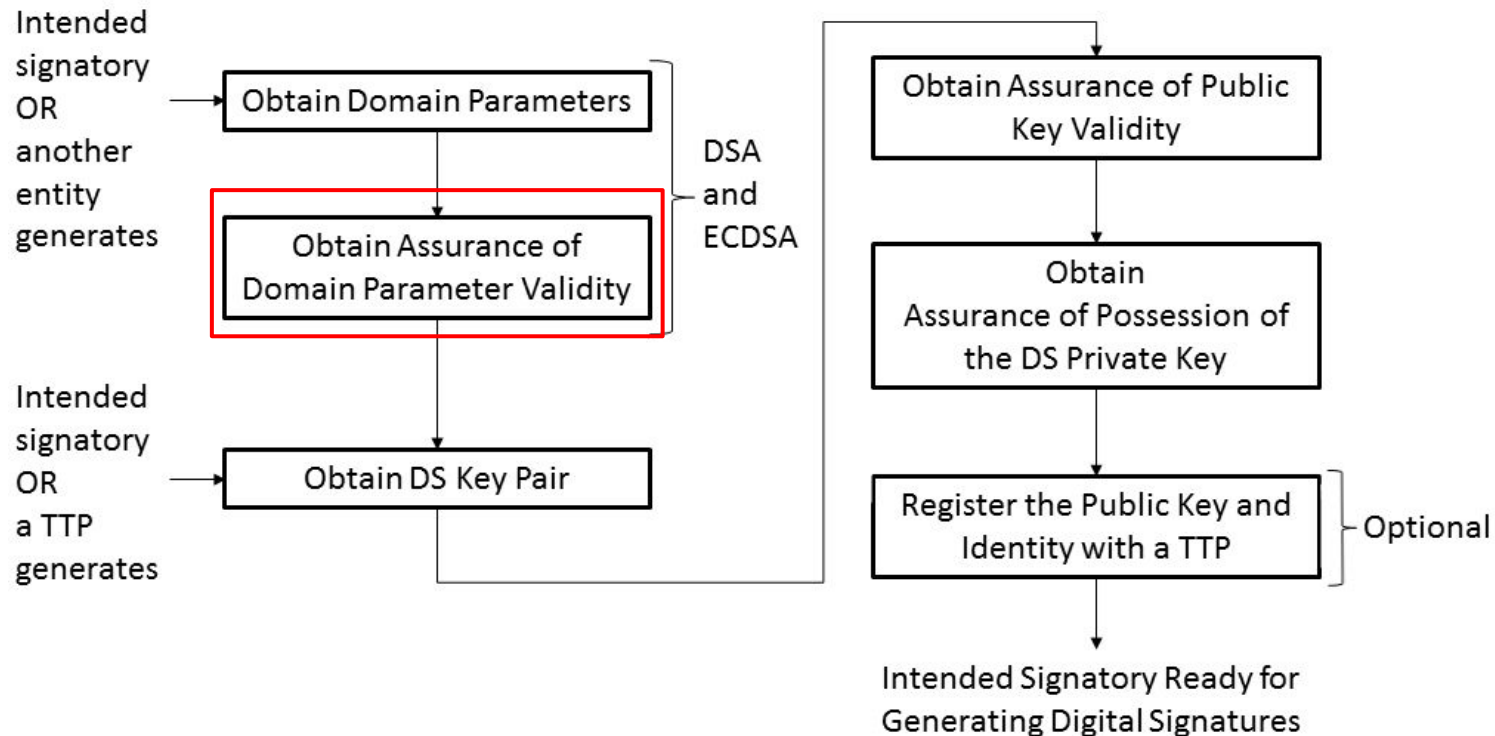 Intended
signatory
OR
another
entity
generates
Obtain Domain Parameters
Obtain Assurance of
Domain Parameter Validity
DSA
and
ECDSA
Intended
signatory
OR
a TTP
generates
Obtain DS Key Pair
Obtain Assurance of Public
Key Validity
Obtain
Assurance of Possession of
the DS Private Key
Register the Public Key and
Identity with a TTP
Optional
Intended Signatory Ready for
Generating Digital Signatures